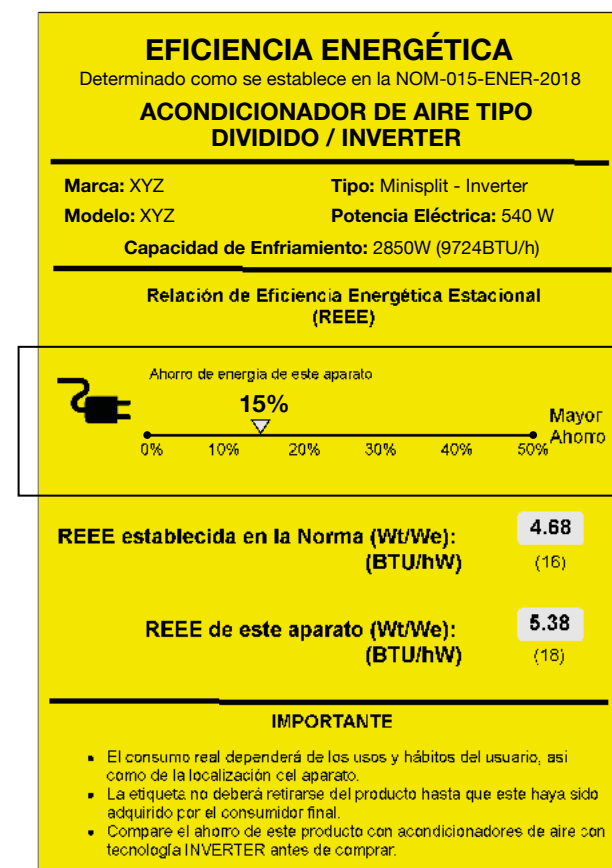 EFICIENCIA ENERGÉTICA
Determinado como se establece en la NOM-015-ENER-2018
ACONDICIONADOR DE AIRE TIPO
DIVIDIDO / INVERTER
Marca: XYZ Tipo: Minisplit - Inverter
Modelo: XYZ Potencia Eléctrica: 540 W
Capacidad de Enfriamiento: 2850W (9724BTU/h)
Relación de Eficiencia Energética Estacional
(REEE)
Ahorro de energia de este aparato
15%
Mayor
Ahorro
0% 10% 20% 30% 40% 50%
REEE establecida en la Norma (Wt/We): 4.68
(BTU/hW) (16)
REEE de este aparato (Wt/We): 5.38
(BTU/hW) (18)
IMPORTANTE
• El consumo real dependerá de los usos y hábitos del usuario, asi
como de la localización cel aparato.
• La etiqueta no deberá retirarse del producto hasta que este haya sido
adquirido por el consumidor final.
• Compare el ahorro de este producto con acondicionadores de aire con
tecnología INVERTER antes de comprar.